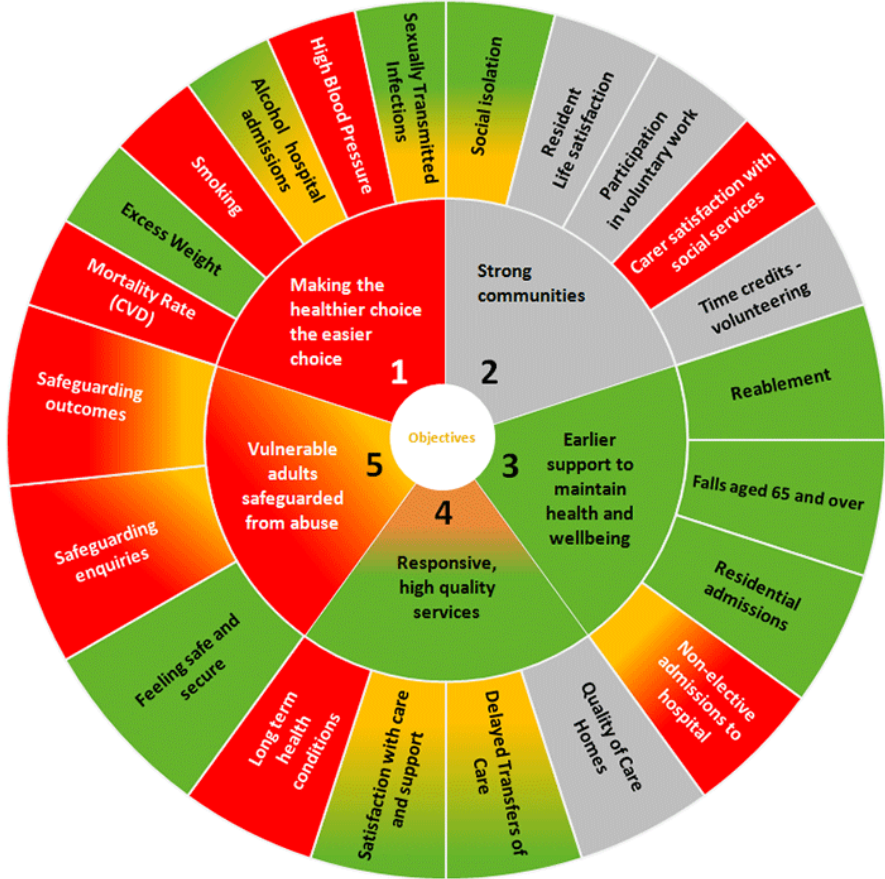 Objectives
Making the
healthier choice
the easier
choice
1
Strong
communities
2
3
Earlier
support to
maintain
health and
wellbeing
4
Responsive,
high quality
services
5
Vulnerable
adults
safeguarded
from abuse
Mortality Rate
(CVD)
Excess Weight
Smoking
Alcohol hospital
admissions
High Blood Pressure
Sexually Transmitted
Infections
Social isolation
Resident
Life satisfaction
Participation
in voluntary work
Carer satisfaction with
social services
Time credits -
volunteering
Reablement
Falls aged 65 and over
Residential
admissions
Non-elective
admissions to
hospital
Quality of Care
Homes
Delayed Transfers of
Care
Satisfaction with care
and support
Long term
health
conditions
Feeling safe and
secure
Safeguarding
enquiries
Safeguarding
outcomes